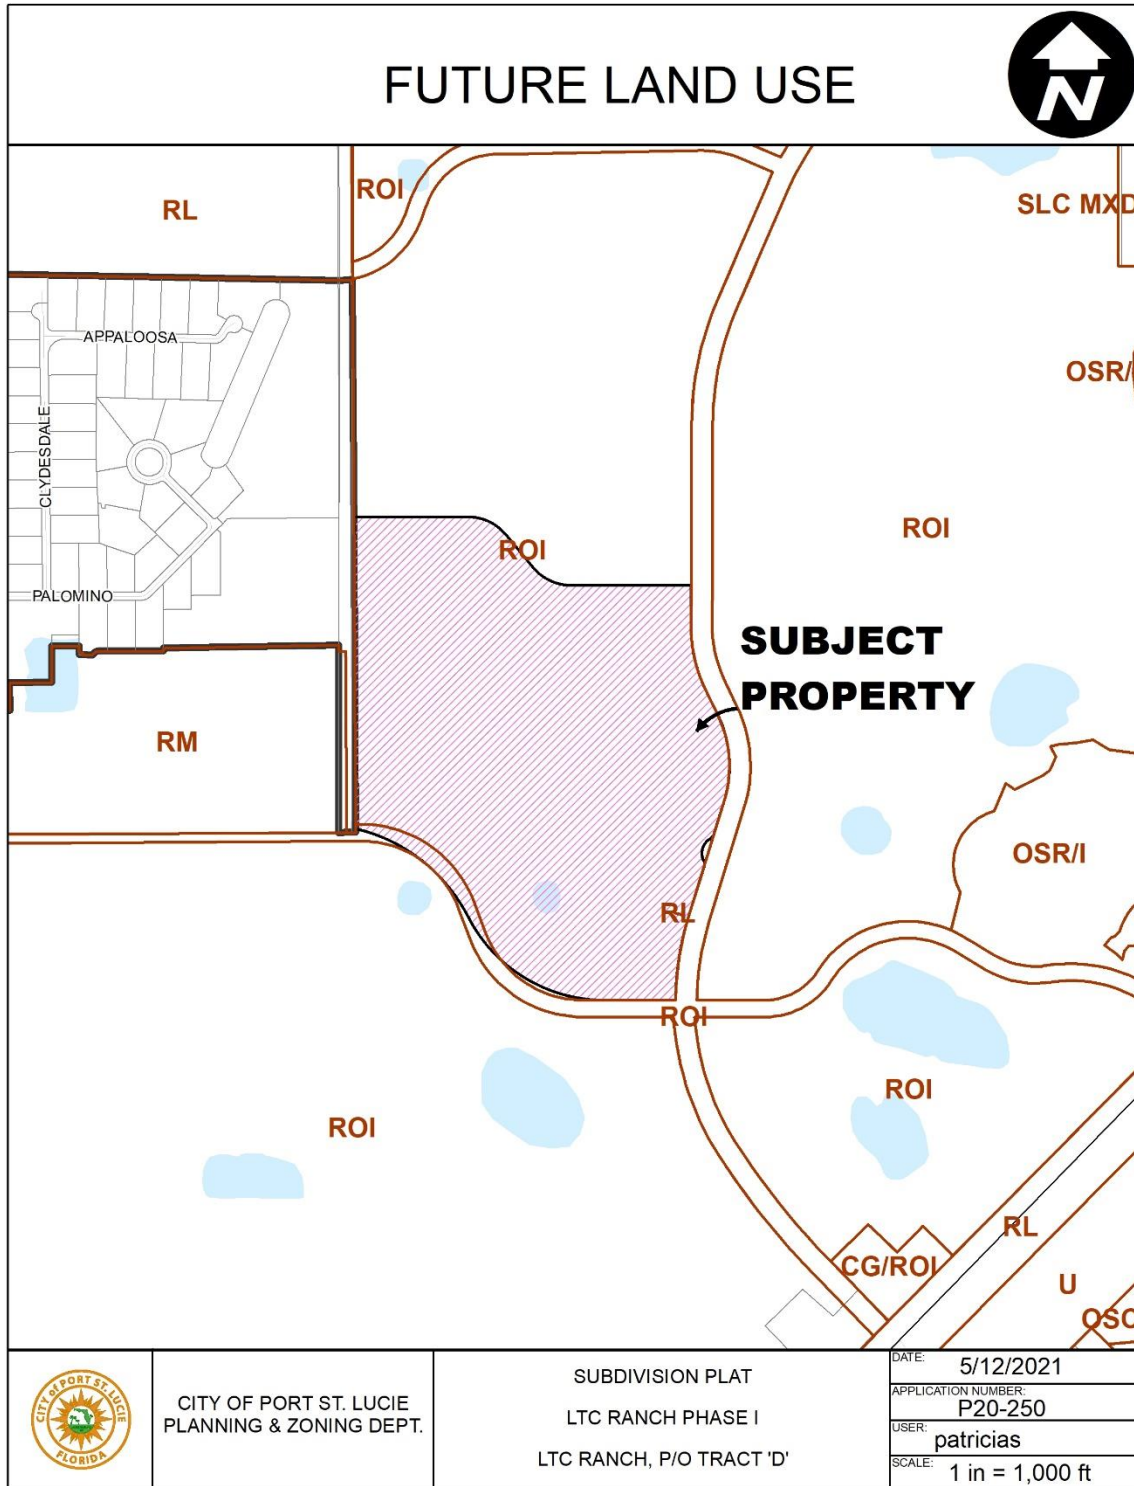 FUTURE LAND USE
N
RL
ROI
SLC MXD
APPALOOSA
OSR/
CLYDESDALE
ROI
ROI
PALOMINO
SUBJECT
PROPERTY
RM
OSR/I
RL
ROI
ROI
ROI
RL
CG/ROI
U
OSC
CITY of PORT ST. LUCIE
FLORIDA
CITY OF PORT ST. LUCIE
PLANNING & ZONING DEPT.
SUBDIVISION PLAT
LTC RANCH PHASE I
LTC RANCH, P/O TRACT 'D'
DATE: 5/12/2021
APPLICATION NUMBER:
P20-250
USER: patricias
SCALE: 1 in = 1,000 ft